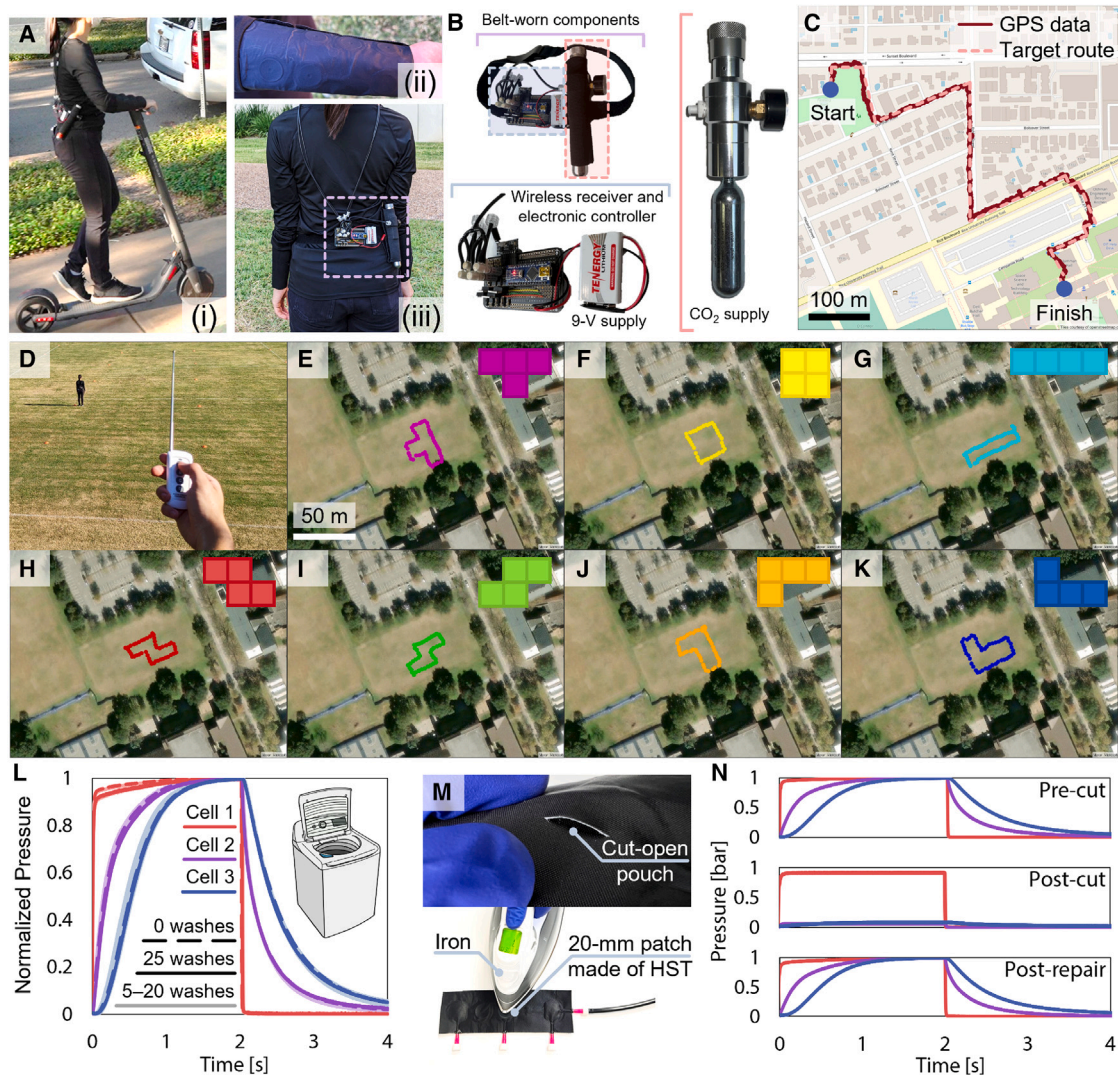 A
(i)
(ii)
(iii)
B
Belt-worn components
Wireless receiver and
electronic controller
TENERGY
LITHIUM
9-V supply
CO₂ supply
C
GPS data
Target route
Start
Finish
100 m
D
E
50 m
F
G
H
I
J
K
L
Normalized Pressure
1
0.8
0.6
0.4
0.2
0
Cell 1
Cell 2
Cell 3
0 washes
25 washes
5–20 washes
0
1
2
3
4
Time [s]
M
Cut-open
pouch
Iron
20-mm patch
made of HST
N
Pressure [bar]
1
0.5
0
Pre-cut
1
0.5
0
Post-cut
1
0.5
0
Post-repair
0
1
2
3
4
Time [s]